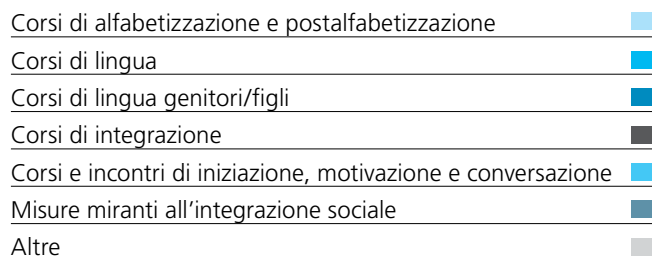 Corsi di alfabetizzazione e postalfabetizzazione
Corsi di lingua
Corsi di lingua genitori/figli
Corsi di integrazione
Corsi e incontri di iniziazione, motivazione e conversazione
Misure miranti all’integrazione sociale
Altre